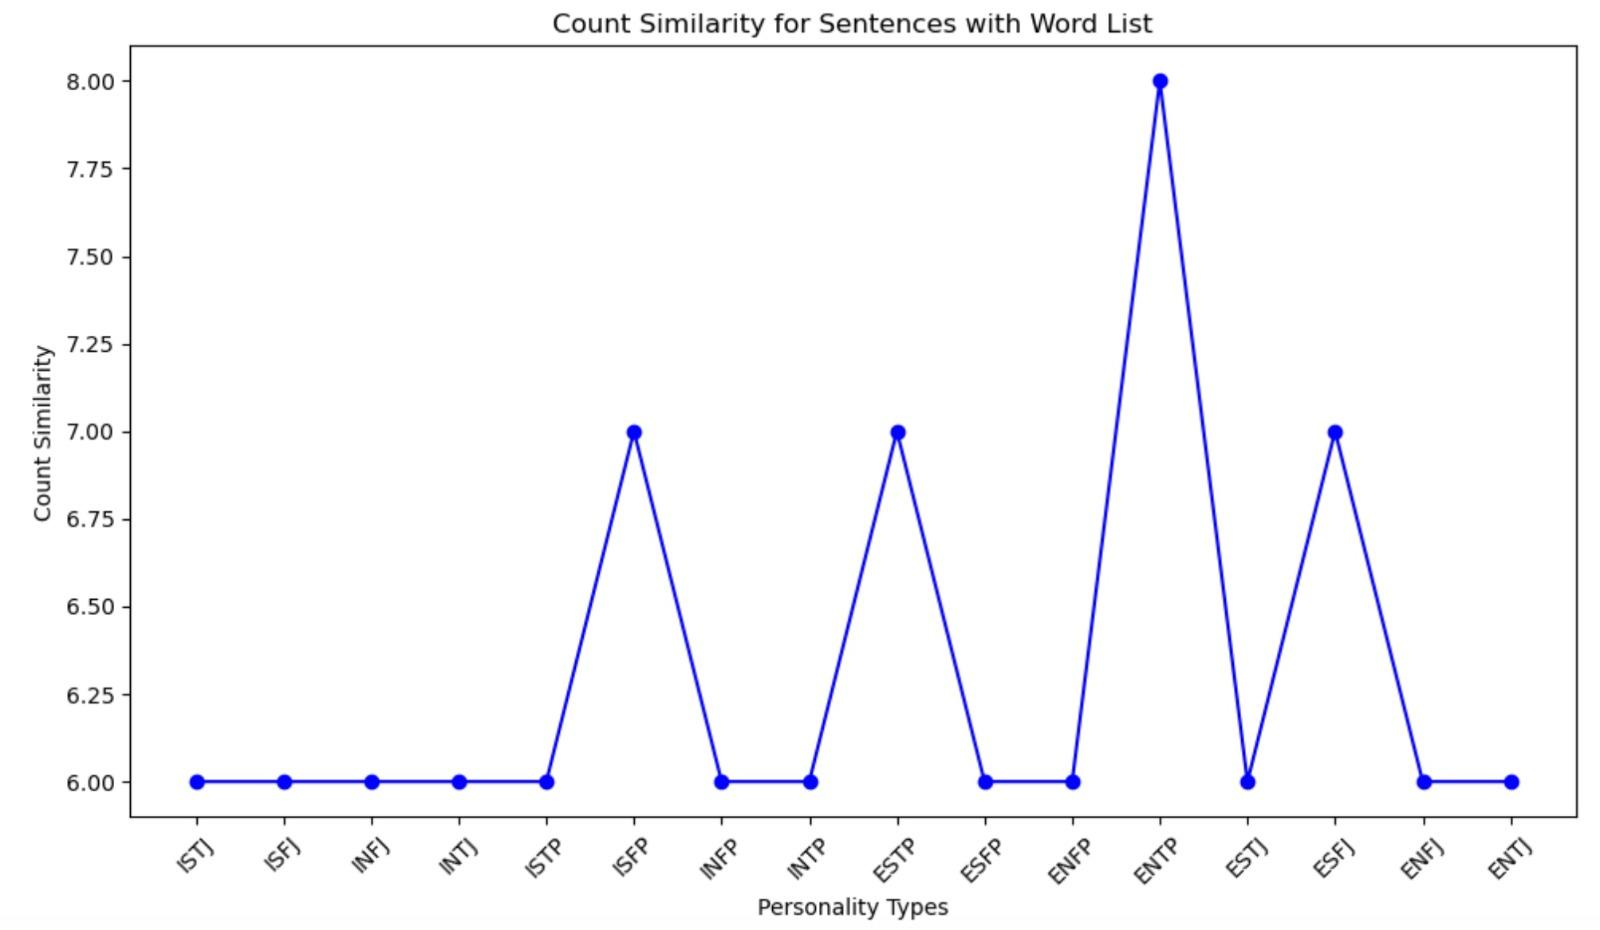 Count Similarity for Sentences with Word List
Count Similarity
8.00
7.75
7.50
7.25
7.00
6.75
6.50
6.25
6.00
ISTJ
ISFJ
INFJ
INTJ
ISTP
ISFP
INFP
INTP
ESTP
ESFP
ENFP
ENTP
ESTJ
ESFJ
ENFJ
ENTJ
Personality Types